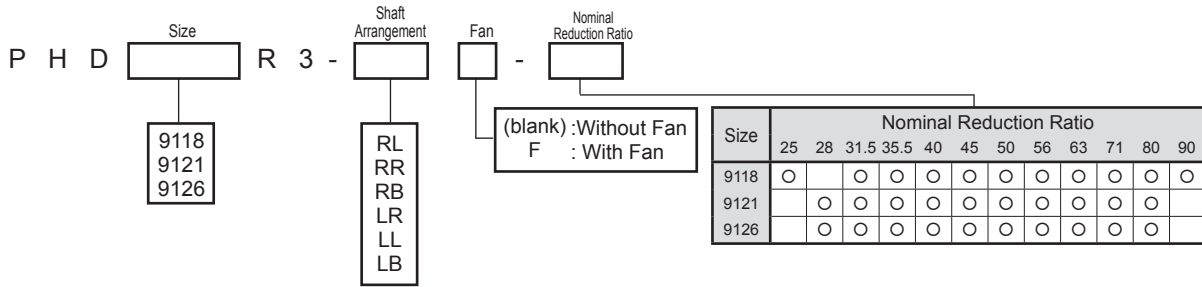 Size
Shaft
Arrangement
Fan
Nominal
Reduction Ratio
P H D R 3 - -
9118
9121
9126
RL
RR
RB
LR
LL
LB
(blank) :Without Fan
F : With Fan
Size Nominal Reduction Ratio
25 28 31.5 35.5 40 45 50 56 63 71 80 90
9118 O O O O O O O O O O O
9121 O O O O O O O O O O
9126 O O O O O O O O O O